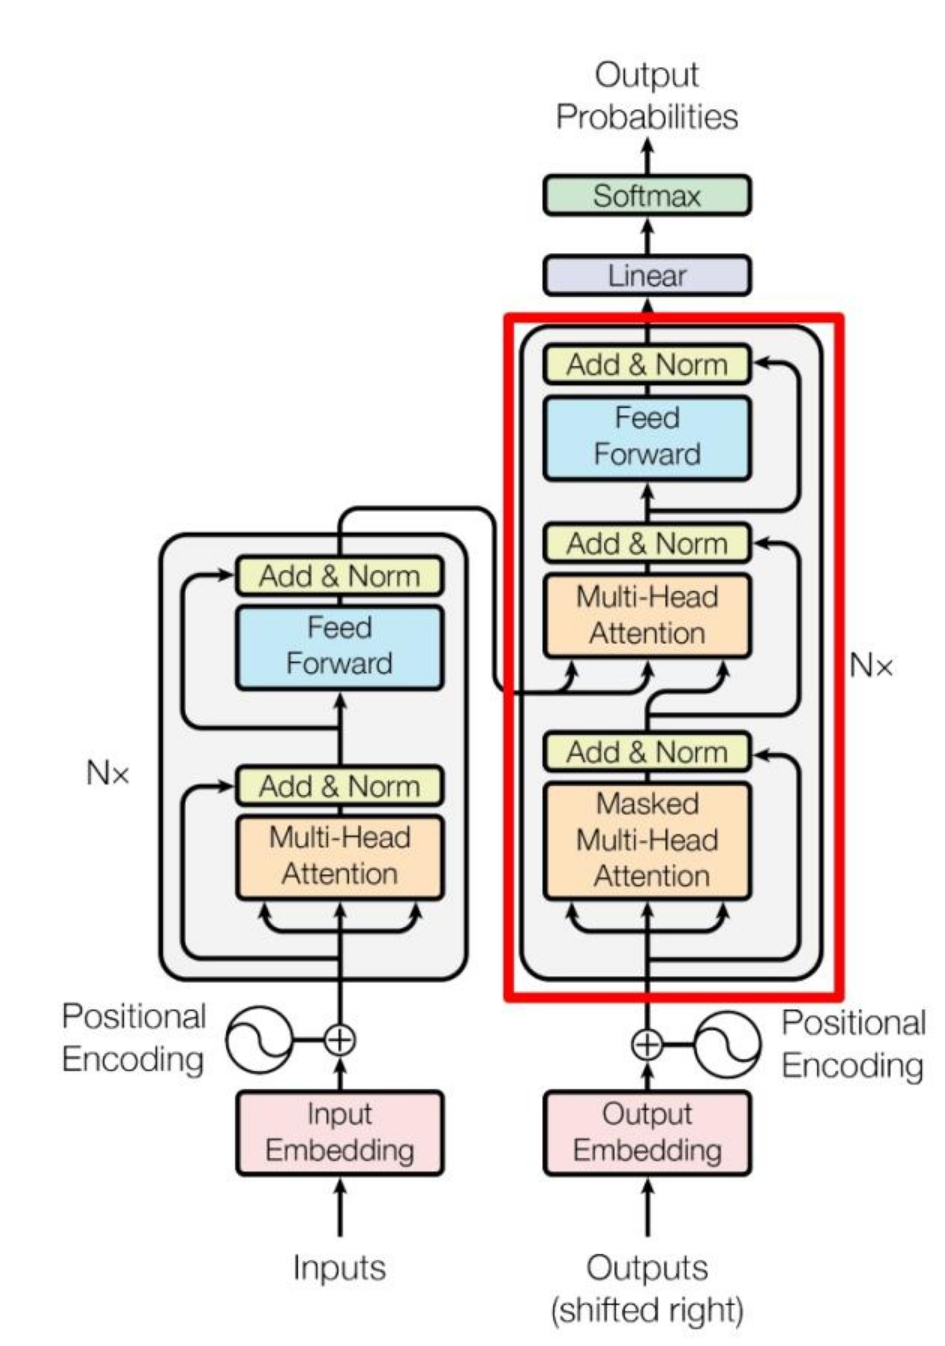 Output
Probabilities
Softmax
Linear
Add & Norm
Feed
Forward
Add & Norm
Multi-Head
Attention
Add & Norm
Masked
Multi-Head
Attention
Nx
Add & Norm
Feed
Forward
Add & Norm
Multi-Head
Attention
Nx
Positional
Encoding
Positional
Encoding
Input
Embedding
Output
Embedding
Inputs
Outputs
(shifted right)